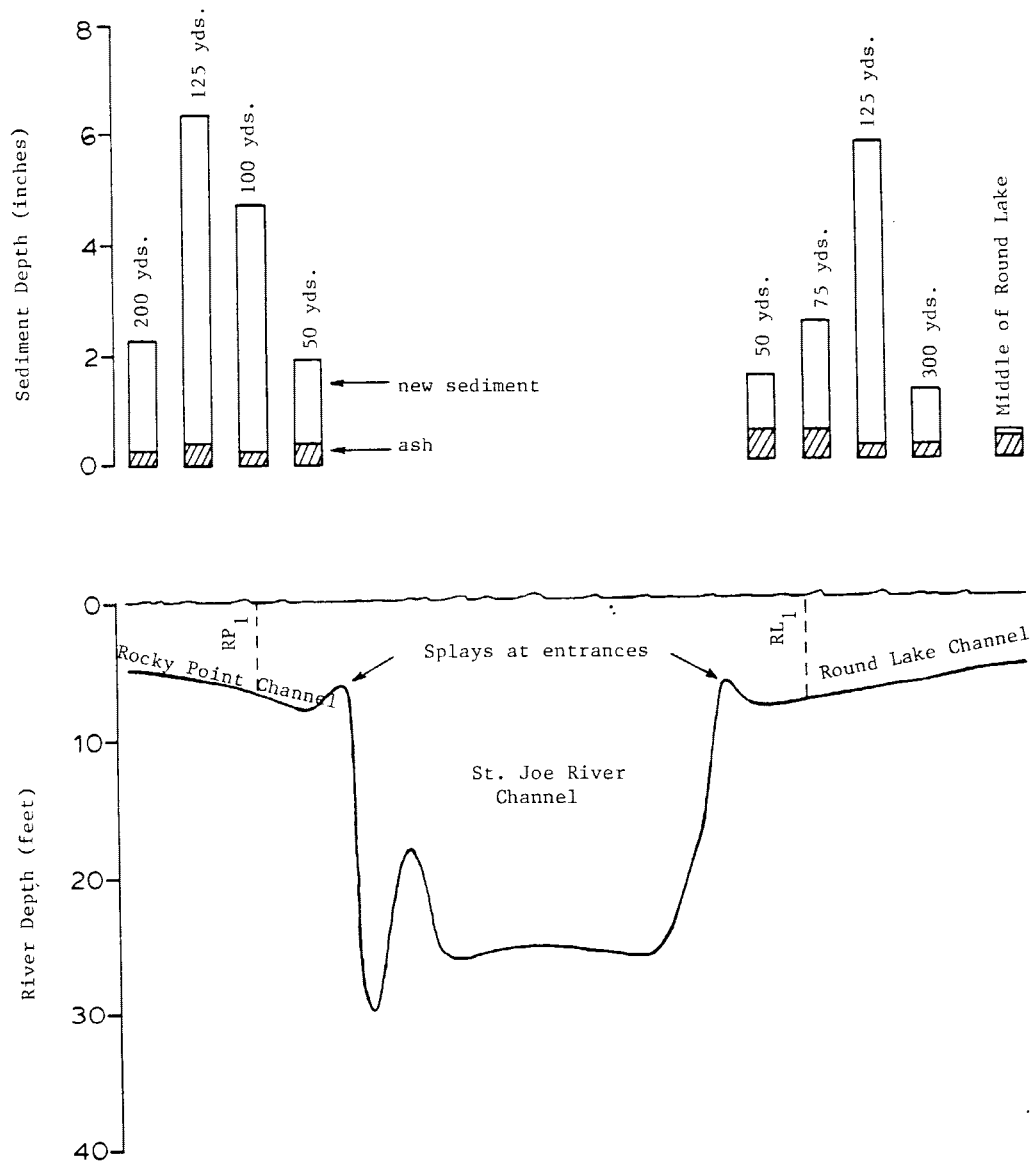 Sediment Depth (inches)
8
6
4
2
0
200 yds.
125 yds.
100 yds.
50 yds.
new sediment
ash
50 yds.
75 yds.
125 yds.
300 yds.
Middle of Round Lake
River Depth (feet)
0
10
20
30
40
RP1
Rocky Point Channel
Splays at entrances
RL1
Round Lake Channel
St. Joe River
Channel